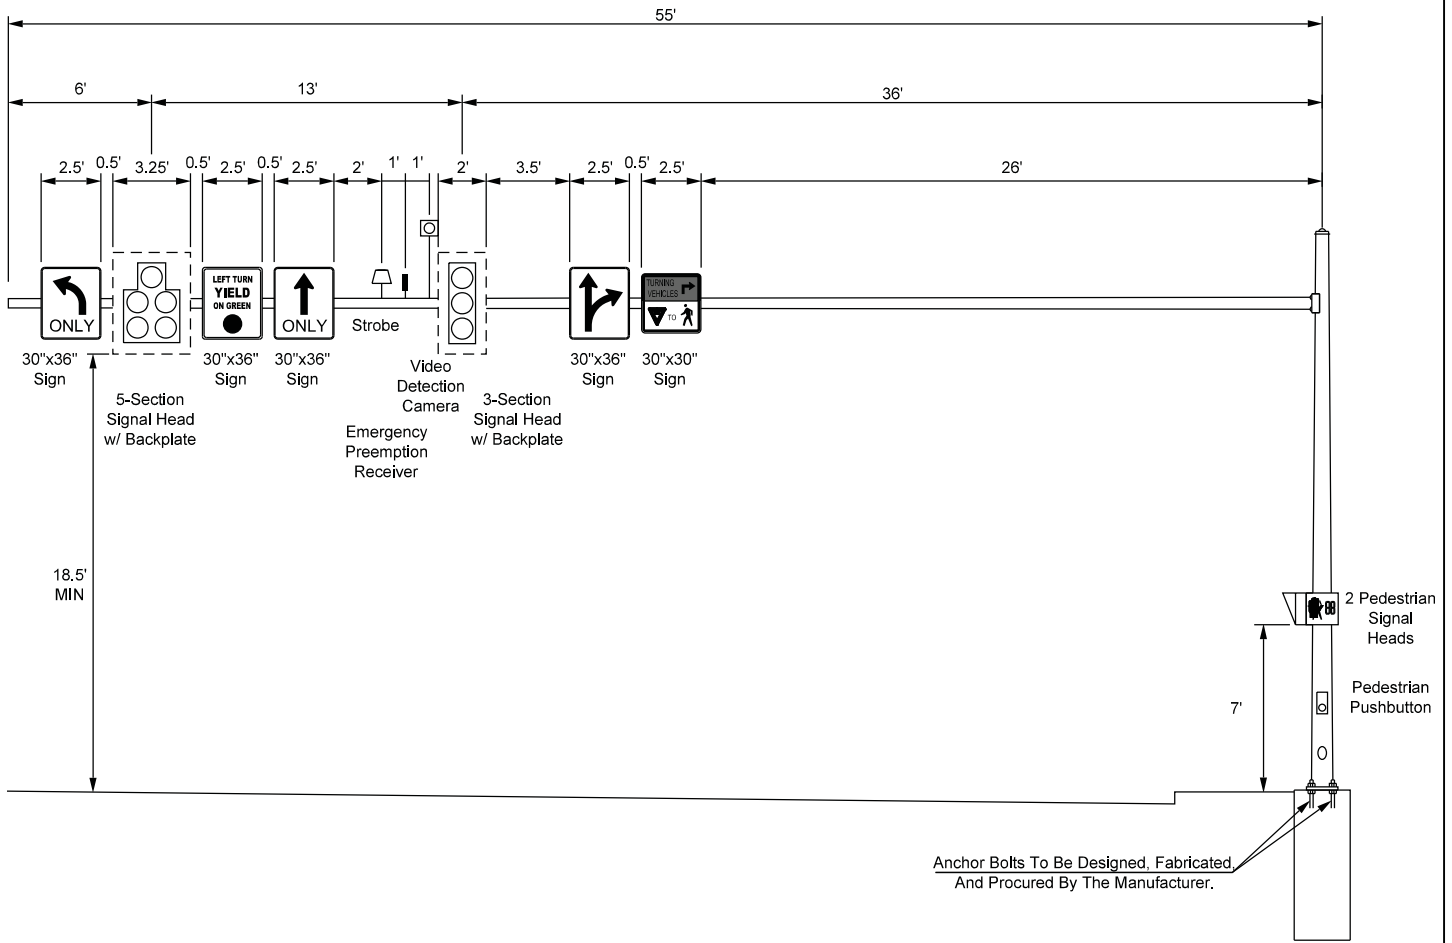 55'
6'
13'
36'
2.5'
0.5'
3.25'
0.5'
2.5'
0.5'
2.5'
2'
1'
1'
2'
3.5'
2.5'
0.5'
2.5'
26'
ONLY
LEFT TURN
YIELD
ON GREEN
ONLY
TURNING
VEHICLES
TO
Strobe
30"x36"
Sign
30"x36"
Sign
30"x36"
Sign
Video
Detection
Camera
30"x36"
Sign
30"x30"
Sign
5-Section
Signal Head
w/ Backplate
3-Section
Signal Head
w/ Backplate
Emergency
Preemption
Receiver
18.5'
MIN
88
2 Pedestrian
Signal
Heads
7'
Pedestrian
Pushbutton
Anchor Bolts To Be Designed, Fabricated,
And Procured By The Manufacturer.